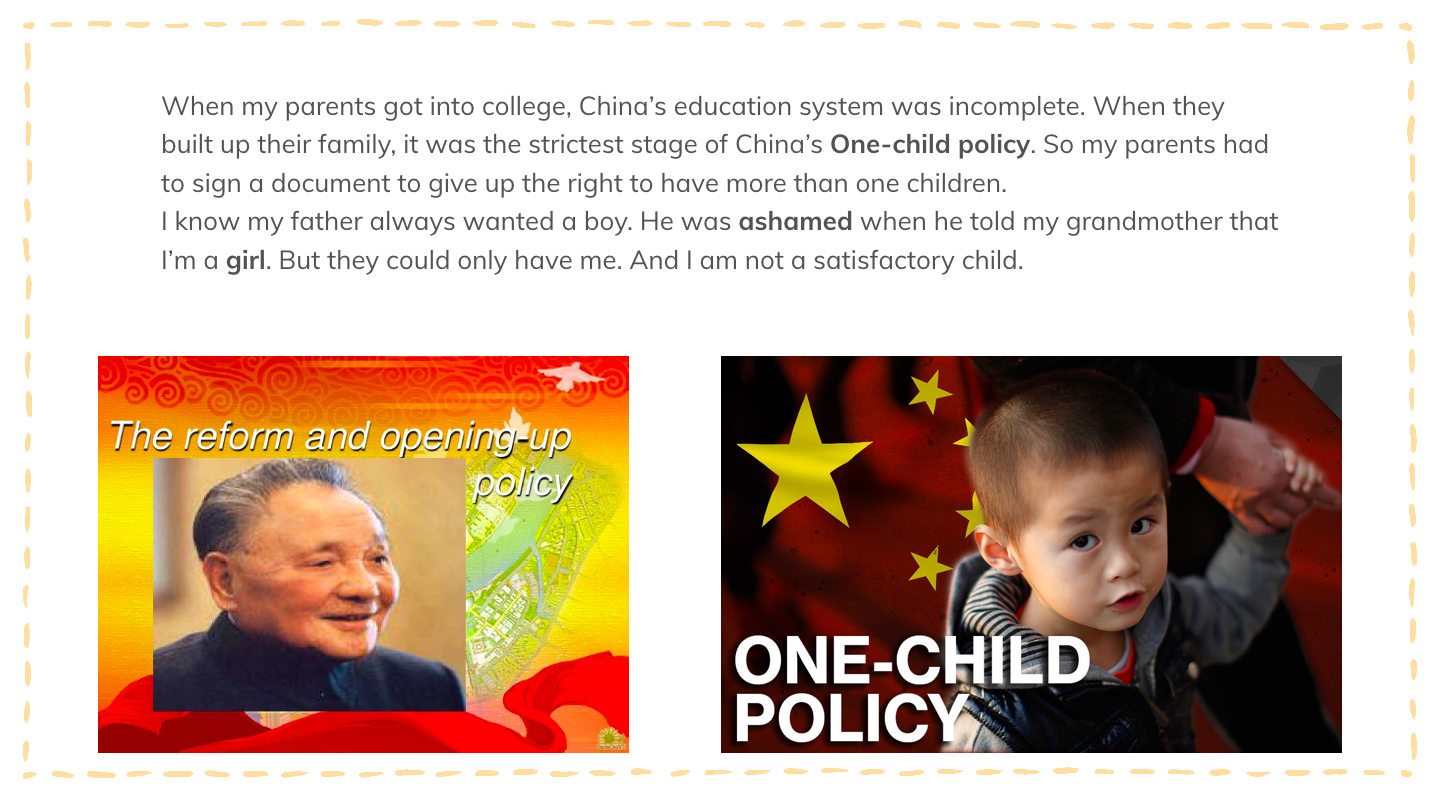 When my parents got into college, China’s education system was incomplete. When they
built up their family, it was the strictest stage of China’s One-child policy. So my parents had
to sign a document to give up the right to have more than one children.
I know my father always wanted a boy. He was ashamed when he told my grandmother that
I’m a girl. But they could only have me. And I am not a satisfactory child.
The reform and opening-up
policy
ONE-CHILD
POLICY